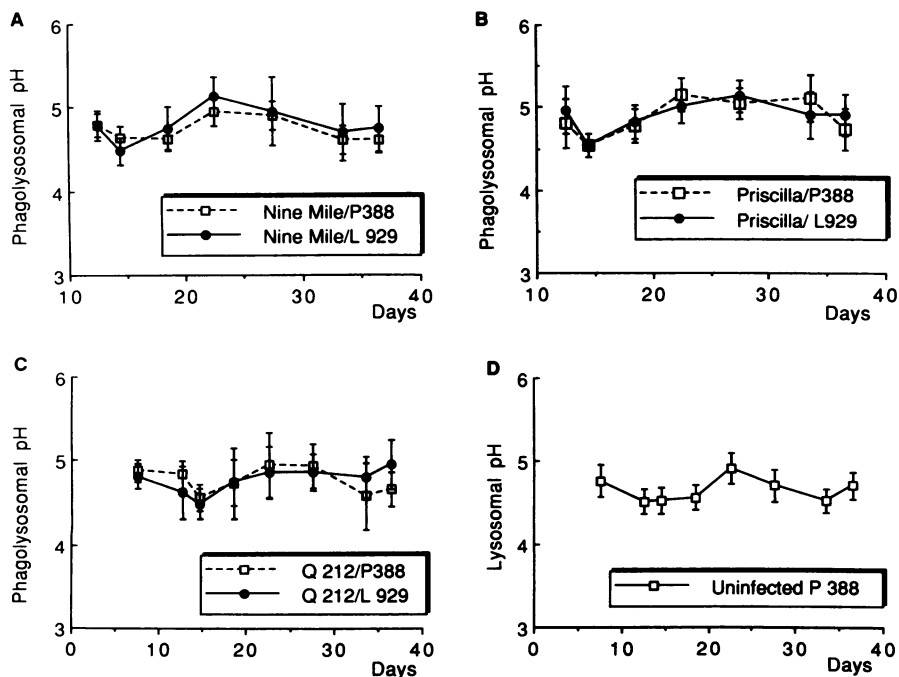 A
Phagolysosomal pH
6
5
4
3
Nine Mile/P388
Nine Mile/L 929
10 20 30 40
Days
B
Phagolysosomal pH
6
5
4
3
Priscilla/P388
Priscilla/ L929
10 20 30 40
Days
C
Phagolysosomal pH
6
5
4
3
Q 212/P388
Q 212/L 929
0 10 20 30 40
Days
D
Lysosomal pH
6
5
4
3
Uninfected P 388
0 10 20 30 40
Days